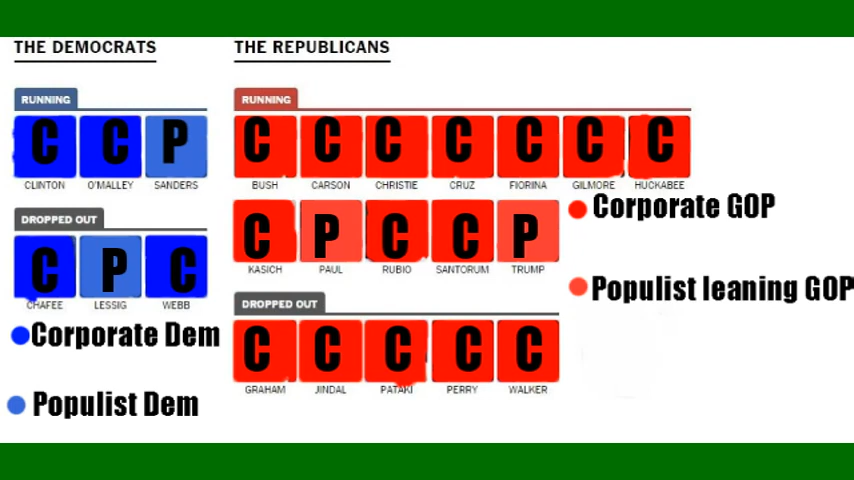 THE DEMOCRATS
RUNNING
C C P
CLINTON O'MALLEY SANDERS
DROPPED OUT
C P C
CHAFEE LESSIG WEBB
Corporate Dem
Populist Dem
THE REPUBLICANS
RUNNING
C C C C C C C
BUSH CARSON CHRISTIE CRUZ FIORINA GILMORE HUCKABEE
C P C C P
KASICH PAUL RUBIO SANTORUM TRUMP
DROPPED OUT
C C C C C
GRAHAM JINDAL PATAKI PERRY WALKER
Corporate GOP
Populist leaning GOP